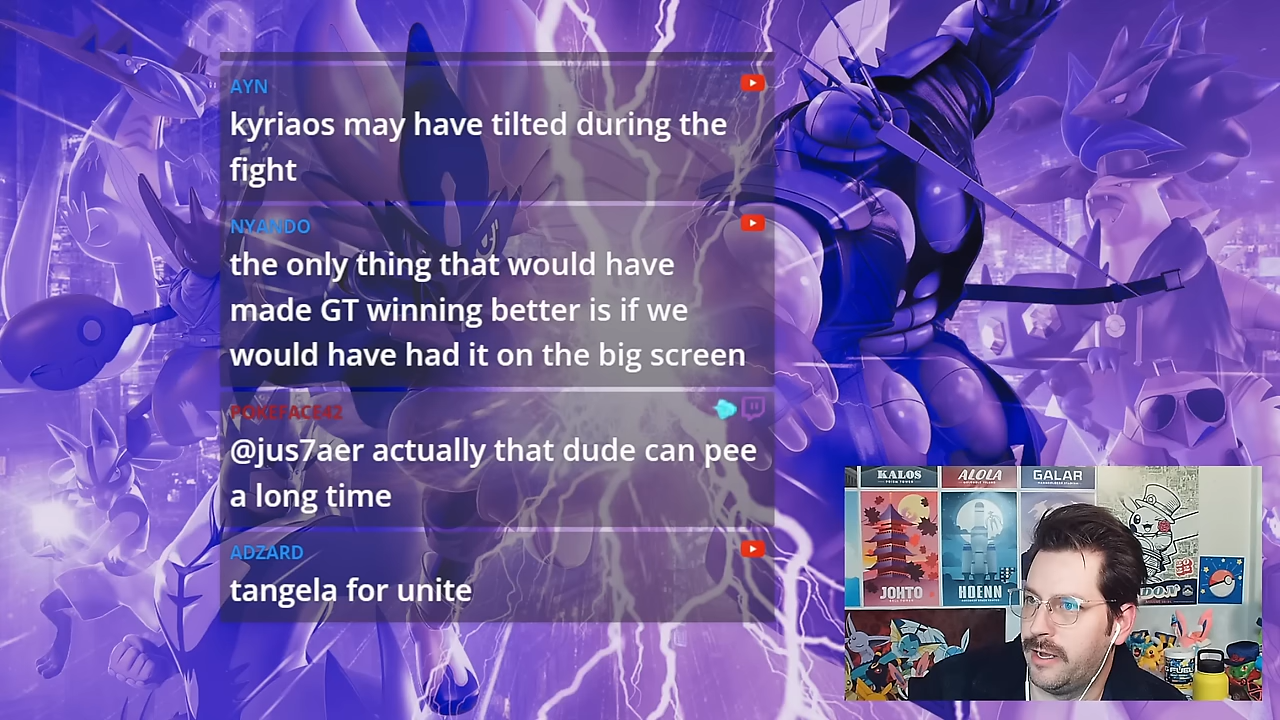 AYN
kyriaos may have tilted during the
fight
NYANDO
the only thing that would have
made GT winning better is if we
would have had it on the big screen
POKEFACE42
@jus7aer actually that dude can pee
a long time
ADZARD
tangela for unite
KALOS
ALOLA
GALAR
JOHTO
HOENN